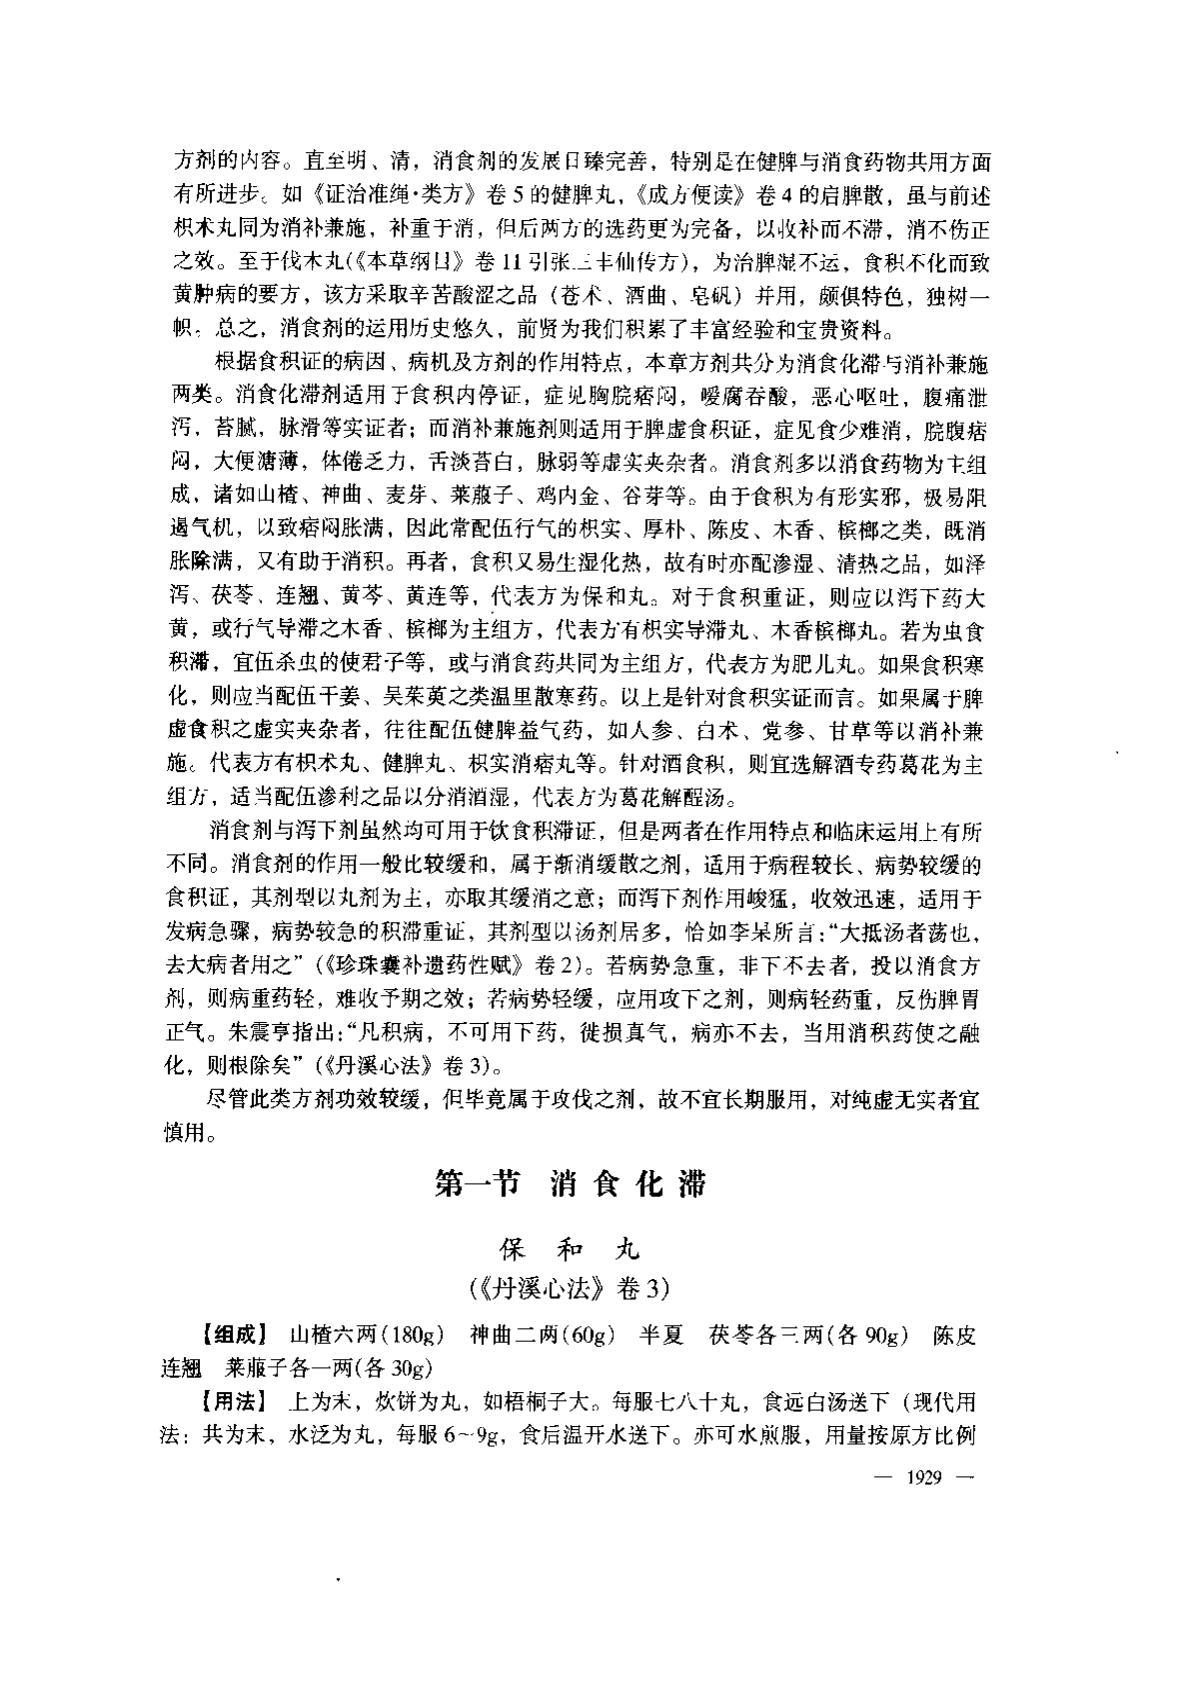 方剂的内容。直至明、清，消食剂的发展日臻完善，特别是在健脾与消食药物共用方面
有所进步。如《证治准绳·类方》卷 5 的健脾丸，《成方便读》卷 4 的启脾散，虽与前述
枳术丸同为消补兼施，补重于消，但后两方的选药更为完备，以收补而不滞，消不伤正
之效。至于伐木丸(《本草纲目》卷 11 引张三丰仙传方)，为治脾湿不运，食积不化而致
黄肿病的要方，该方采取辛苦酸涩之品（苍术、酒曲、皂矾）并用，颇俱特色，独树一
帜。总之，消食剂的运用历史悠久，前贤为我们积累了丰富经验和宝贵资料。
根据食积证的病因、病机及方剂的作用特点，本章方剂共分为消食化滞与消补兼施
两类。消食化滞剂适用于食积内停证，症见胸脘痞闷，嗳腐吞酸，恶心呕吐，腹痛泄
泻，苔腻，脉滑等实证者；而消补兼施剂则适用于脾虚食积证，症见食少难消，脘腹痞
闷，大便溏薄，体倦乏力，舌淡苔白，脉弱等虚实夹杂者。消食剂多以消食药物为主组
成，诸如山楂、神曲、麦芽、莱菔子、鸡内金、谷芽等。由于食积为有形实邪，极易阻
遏气机，以致痞闷胀满，因此常配伍行气的枳实、厚朴、陈皮、木香、槟榔之类，既消
胀除满，又有助于消积。再者，食积又易生湿化热，故有时亦配渗湿、清热之品，如泽
泻、茯苓、连翘、黄芩、黄连等，代表方为保和丸。对于食积重证，则应以泻下药大
黄，或行气导滞之木香、槟榔为主组方，代表方有枳实导滞丸、木香槟榔丸。若为虫食
积滞，宜伍杀虫的使君子等，或与消食药共同为主组方，代表方为肥儿丸。如果食积寒
化，则应当配伍干姜、吴茱萸之类温里散寒药。以上是针对食积实证而言。如果属于脾
虚食积之虚实夹杂者，往往配伍健脾益气药，如人参、白术、党参、甘草等以消补兼
施。代表方有枳术丸、健脾丸、枳实消痞丸等。针对酒食积，则宜选解酒专药葛花为主
组方，适当配伍渗利之品以分消酒湿，代表方为葛花解酲汤。
消食剂与泻下剂虽然均可用于饮食积滞证，但是两者在作用特点和临床运用上有所
不同。消食剂的作用一般比较缓和，属于渐消缓散之剂，适用于病程较长、病势较缓的
食积证，其剂型以丸剂为主，亦取其缓消之意；而泻下剂作用峻猛，收效迅速，适用于
发病急骤，病势较急的积滞重证，其剂型以汤剂居多，恰如李杲所言：“大抵汤者荡也，
去大病者用之”(《珍珠囊补遗药性赋》卷 2)。若病势急重，非下不去者，投以消食方
剂，则病重药轻，难收予期之效；若病势轻缓，应用攻下之剂，则病轻药重，反伤脾胃
正气。朱震亨指出：“凡积病，不可用下药，徙损真气，病亦不去，当用消积药使之融
化，则根除矣”(《丹溪心法》卷 3)。
尽管此类方剂功效较缓，但毕竟属于攻伐之剂，故不宜长期服用，对纯虚无实者宜
慎用。
第一节 消 食 化 滞
保 和 丸
(《丹溪心法》卷 3)
【组成】 山楂六两(180g) 神曲二两(60g) 半夏 茯苓各三两(各 90g) 陈皮
连翘 莱菔子各一两(各 30g)
【用法】 上为末，炊饼为丸，如梧桐子大。每服七八十丸，食远白汤送下（现代用
法：共为末，水泛为丸，每服 6～9g，食后温开水送下。亦可水煎服，用量按原方比例
— 1929 —